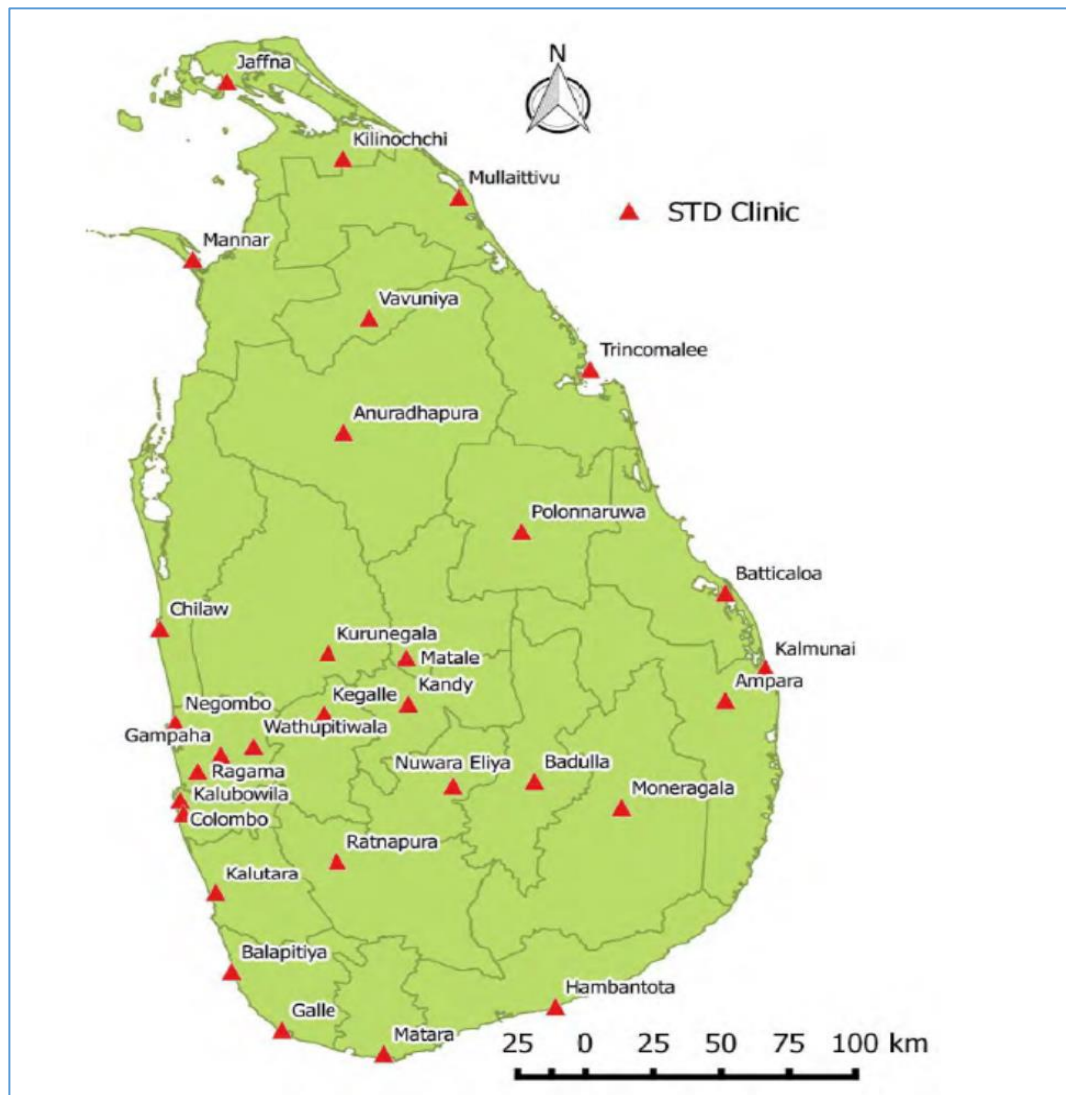 N
Jaffna
Kilinochchi
Mullaittivu
STD Clinic
Mannar
Vavuniya
Trincomalee
Anuradhapura
Polonnaruwa
Batticaloa
Chilaw
Kurunegala
Matale
Kalmunai
Kegalle
Kandy
Ampara
Negombo
Wathupitiwala
Gampaha
Ragama
Nuwara Eliya
Badulla
Moneragala
Kalubowila
Colombo
Ratnapura
Kalutara
Balapitiya
Hambantota
Galle
Matara
25 0 25 50 75 100 km